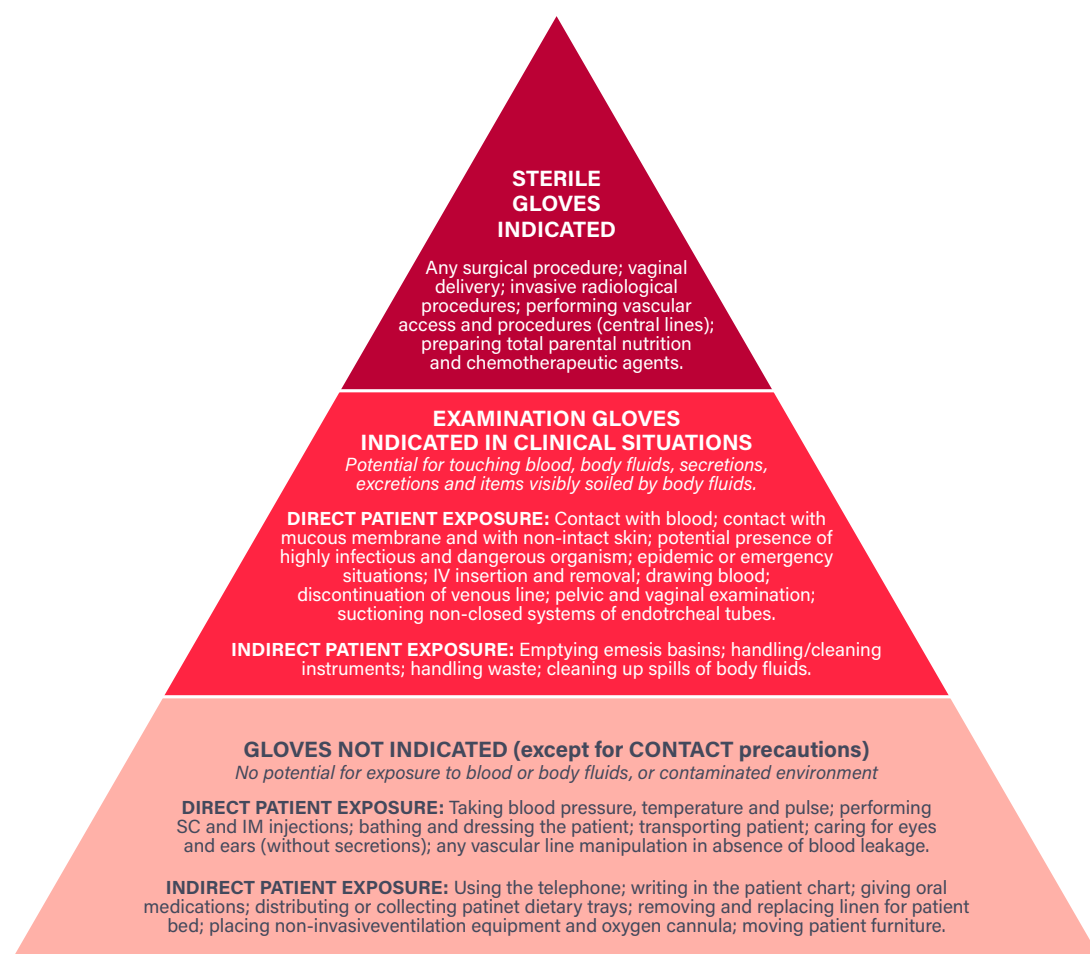 STERILE
GLOVES
INDICATED
Any surgical procedure; vaginal
delivery; invasive radiological
procedures; performing vascular
access and procedures (central lines);
preparing total parental nutrition
and chemotherapeutic agents.
EXAMINATION GLOVES
INDICATED IN CLINICAL SITUATIONS
Potential for touching blood, body fluids, secretions,
excretions and items visibly soiled by body fluids.
DIRECT PATIENT EXPOSURE: Contact with blood; contact with
mucous membrane and with non-intact skin; potential presence of
highly infectious and dangerous organism; epidemic or emergency
situations; IV insertion and removal; drawing blood;
discontinuation of venous line; pelvic and vaginal examination;
suctioning non-closed systems of endotrcheal tubes.
INDIRECT PATIENT EXPOSURE: Emptying emesis basins; handling/cleaning
instruments; handling waste; cleaning up spills of body fluids.
GLOVES NOT INDICATED (except for CONTACT precautions)
No potential for exposure to blood or body fluids, or contaminated environment
DIRECT PATIENT EXPOSURE: Taking blood pressure, temperature and pulse; performing
SC and IM injections; bathing and dressing the patient; transporting patient; caring for eyes
and ears (without secretions); any vascular line manipulation in absence of blood leakage.
INDIRECT PATIENT EXPOSURE: Using the telephone; writing in the patient chart; giving oral
medications; distributing or collecting patinet dietary trays; removing and replacing linen for patient
bed; placing non-invasiveventilation equipment and oxygen cannula; moving patient furniture.